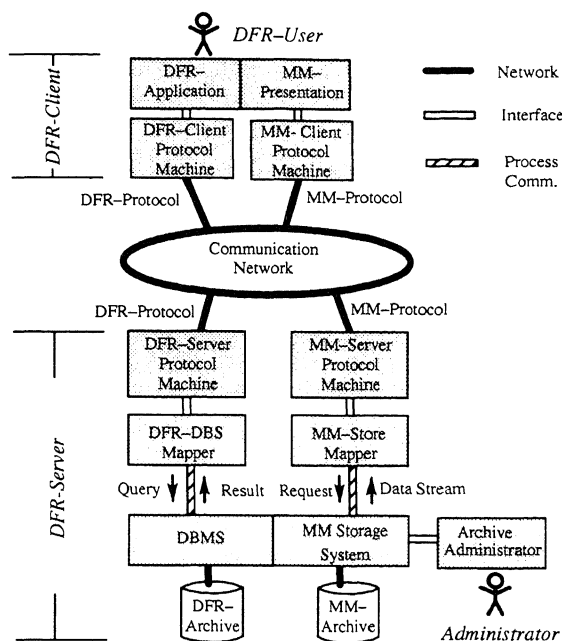 DFR–User
DFR–
Application
MM–
Presentation
DFR–Client
Protocol
Machine
MM- Client
Protocol
Machine
DFR-Client
Network
Interface
Process
Comm.
DFR–Protocol
MM–Protocol
Communication
Network
DFR–Protocol
MM–Protocol
DFR–Server
Protocol
Machine
MM–Server
Protocol
Machine
DFR–DBS
Mapper
MM–Store
Mapper
DFR-Server
Query
Result
Request
Data Stream
DBMS
MM Storage
System
Archive
Administrator
DFR–
Archive
MM–
Archive
Administrator